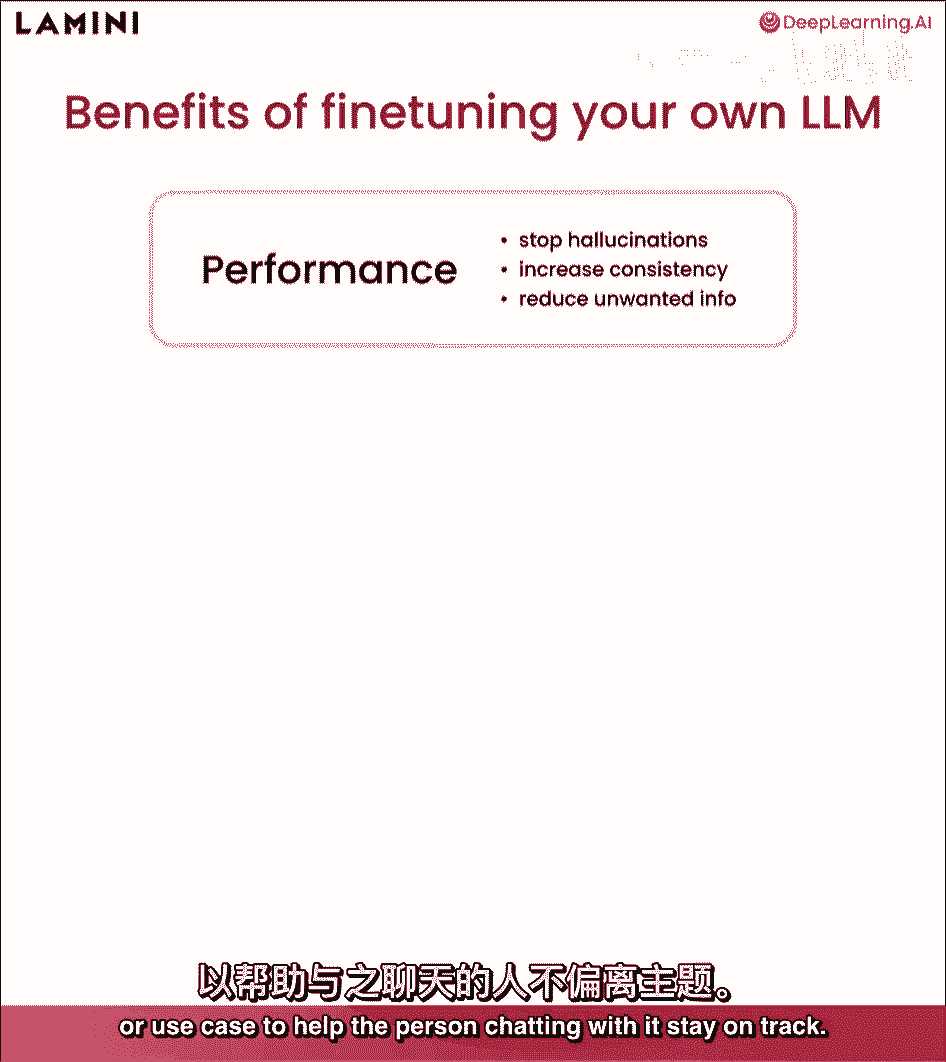 LAMINI
DeepLearning.AI
Benefits of finetuning your own LLM
Performance
• stop hallucinations
• increase consistency
• reduce unwanted info
以帮助与之聊天的人不偏离主题。
or use case to help the person chatting with it stay on track.